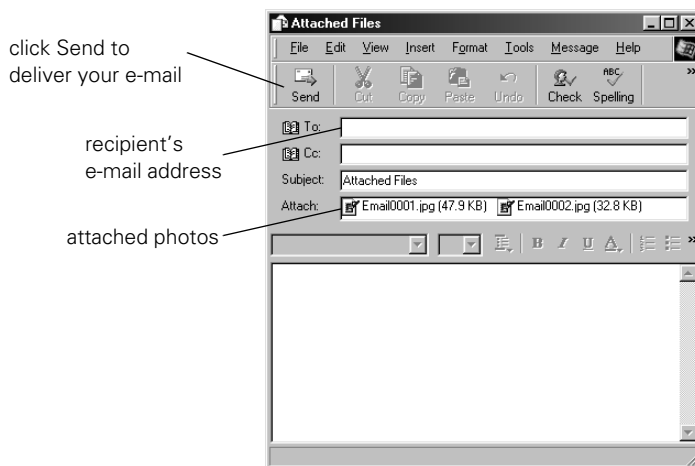 Attached Files
click Send to
deliver your e-mail
File Edit View Insert Format Tools Message Help
Send Cut Copy Paste Undo Check Spelling
ABC
recipient's
e-mail address
To:
Cc:
Subject: Attached Files
Attach: Email0001.jpg (47.9 KB) Email0002.jpg (32.8 KB)
attached photos
B I U A